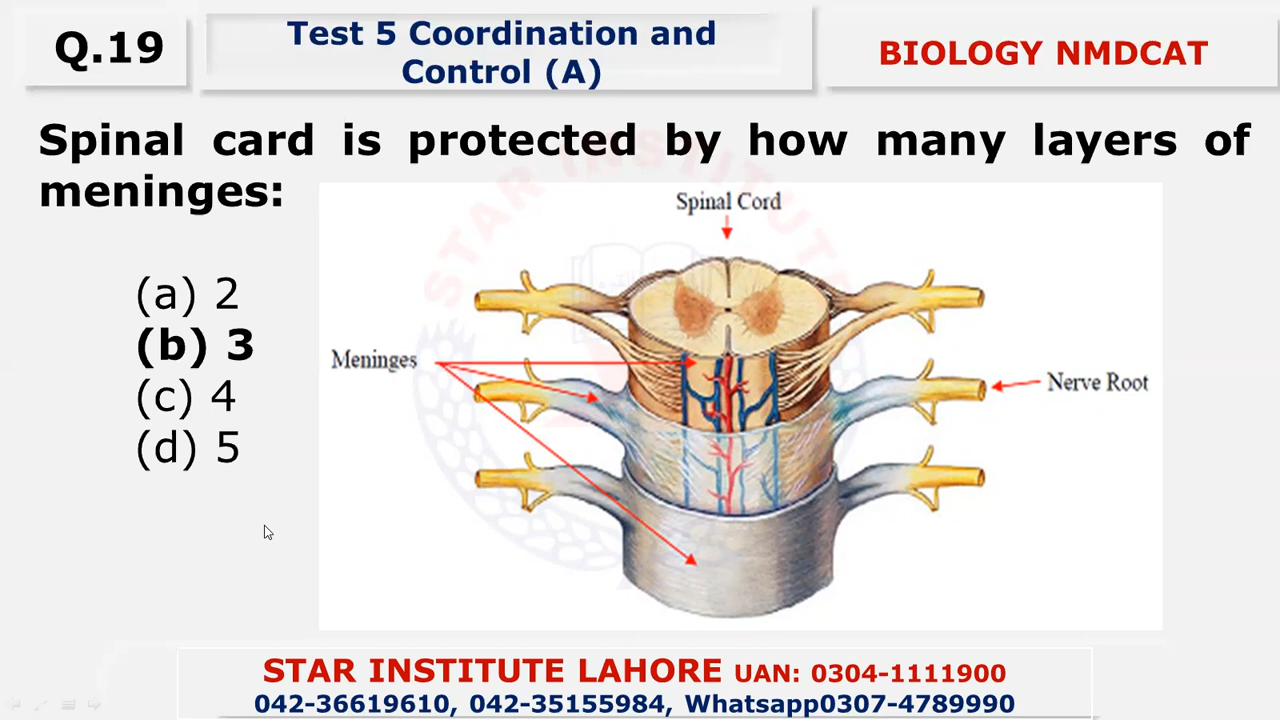 Q.19
Test 5 Coordination and
Control (A)
BIOLOGY NMDCAT
Spinal card is protected by how many layers of
meninges:
(a) 2
(b) 3
(c) 4
(d) 5
Spinal Cord
Meninges
Nerve Root
STAR INSTITUTE
STAR INSTITUTE LAHORE UAN: 0304-1111900
042-36619610, 042-35155984, Whatsapp0307-4789990